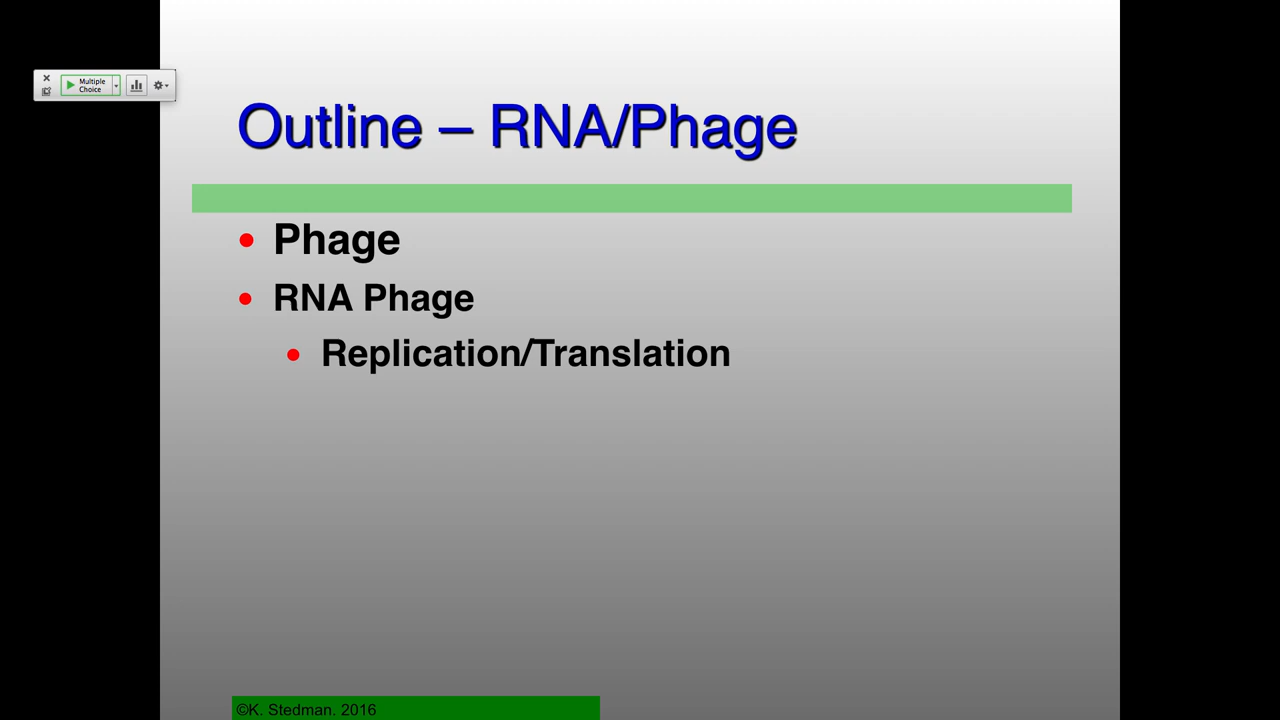 Multiple
Choice
Outline – RNA/Phage
Phage
RNA Phage
Replication/Translation
©K. Stedman. 2016